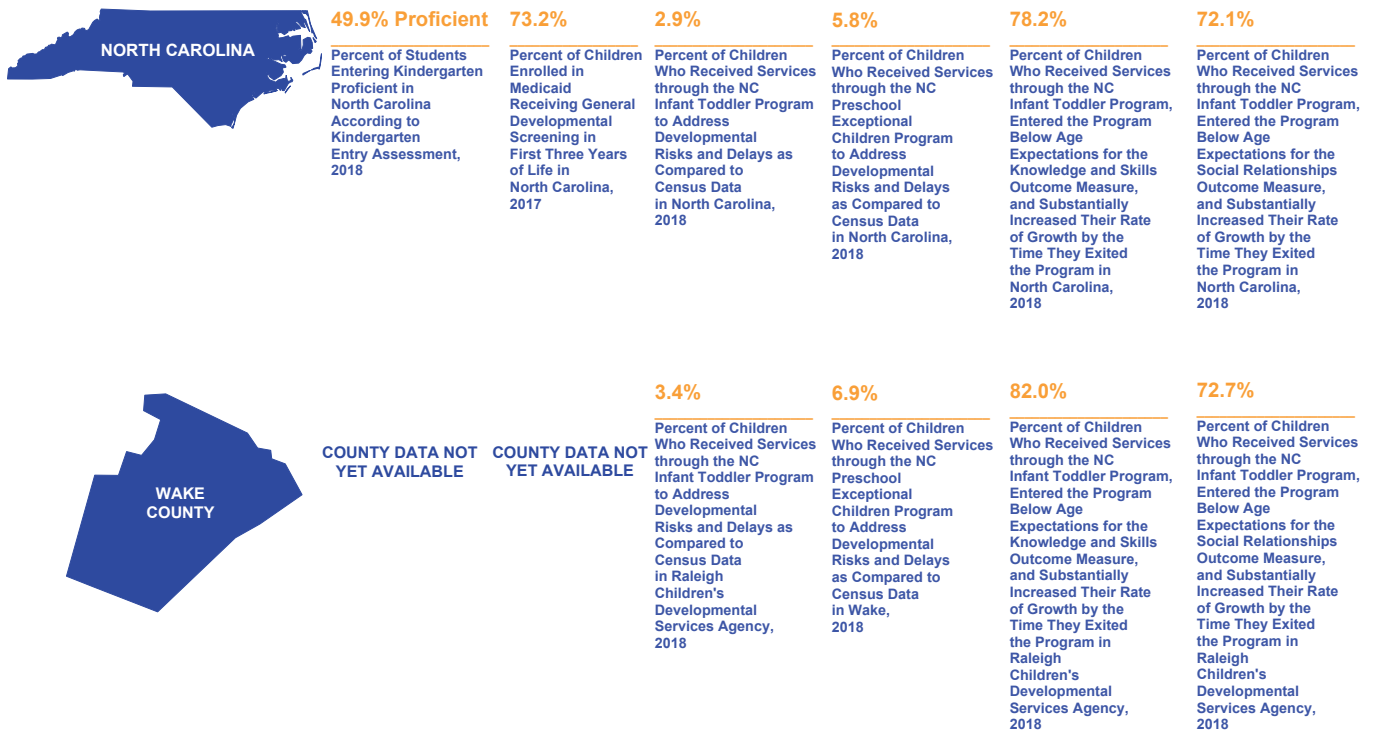 NORTH CAROLINA
49.9% Proficient
Percent of Students
Entering Kindergarten
Proficient in
North Carolina
According to
Kindergarten
Entry Assessment,
2018
73.2%
Percent of Children
Enrolled in
Medicaid
Receiving General
Developmental
Screening in
First Three Years
of Life in
North Carolina,
2017
2.9%
Percent of Children
Who Received Services
through the NC
Infant Toddler Program
to Address
Developmental
Risks and Delays as
Compared to
Census Data
in North Carolina,
2018
5.8%
Percent of Children
Who Received Services
through the NC
Preschool
Exceptional
Children Program
to Address
Developmental
Risks and Delays
as Compared to
Census Data
in North Carolina,
2018
78.2%
Percent of Children
Who Received Services
through the NC
Infant Toddler Program,
Entered the Program
Below Age
Expectations for the
Knowledge and Skills
Outcome Measure,
and Substantially
Increased Their Rate
of Growth by the
Time They Exited
the Program in
North Carolina,
2018
72.1%
Percent of Children
Who Received Services
through the NC
Infant Toddler Program,
Entered the Program
Below Age
Expectations for the
Social Relationships
Outcome Measure,
and Substantially
Increased Their Rate
of Growth by the
Time They Exited
the Program in
North Carolina,
2018
WAKE
COUNTY
COUNTY DATA NOT
YET AVAILABLE
COUNTY DATA NOT
YET AVAILABLE
3.4%
Percent of Children
Who Received Services
through the NC
Infant Toddler Program
to Address
Developmental
Risks and Delays as
Compared to
Census Data
in Raleigh
Children's
Developmental
Services Agency,
2018
6.9%
Percent of Children
Who Received Services
through the NC
Preschool
Exceptional
Children Program
to Address
Developmental
Risks and Delays
as Compared to
Census Data
in Wake,
2018
82.0%
Percent of Children
Who Received Services
through the NC
Infant Toddler Program,
Entered the Program
Below Age
Expectations for the
Knowledge and Skills
Outcome Measure,
and Substantially
Increased Their Rate
of Growth by the
Time They Exited
the Program in
Raleigh
Children's
Developmental
Services Agency,
2018
72.7%
Percent of Children
Who Received Services
through the NC
Infant Toddler Program,
Entered the Program
Below Age
Expectations for the
Social Relationships
Outcome Measure,
and Substantially
Increased Their Rate
of Growth by the
Time They Exited
the Program in
Raleigh
Children's
Developmental
Services Agency,
2018